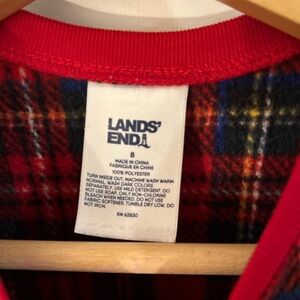 LANDS'
END
8
MADE IN CHINA
FABRIQUÉ EN CHINE
100% POLYESTER
TURN INSIDE OUT, MACHINE WASH WARM
NORMAL, WASH DARK COLORS
SEPARATELY. USE MILD DETERGENT. DO
NOT USE SOAP. ONLY NON-CHLORINE
BLEACH WHEN NEEDED. DO NOT USE
FABRIC SOFTENER. TUMBLE DRY LOW. DO
NOT IRON.
RN 62830